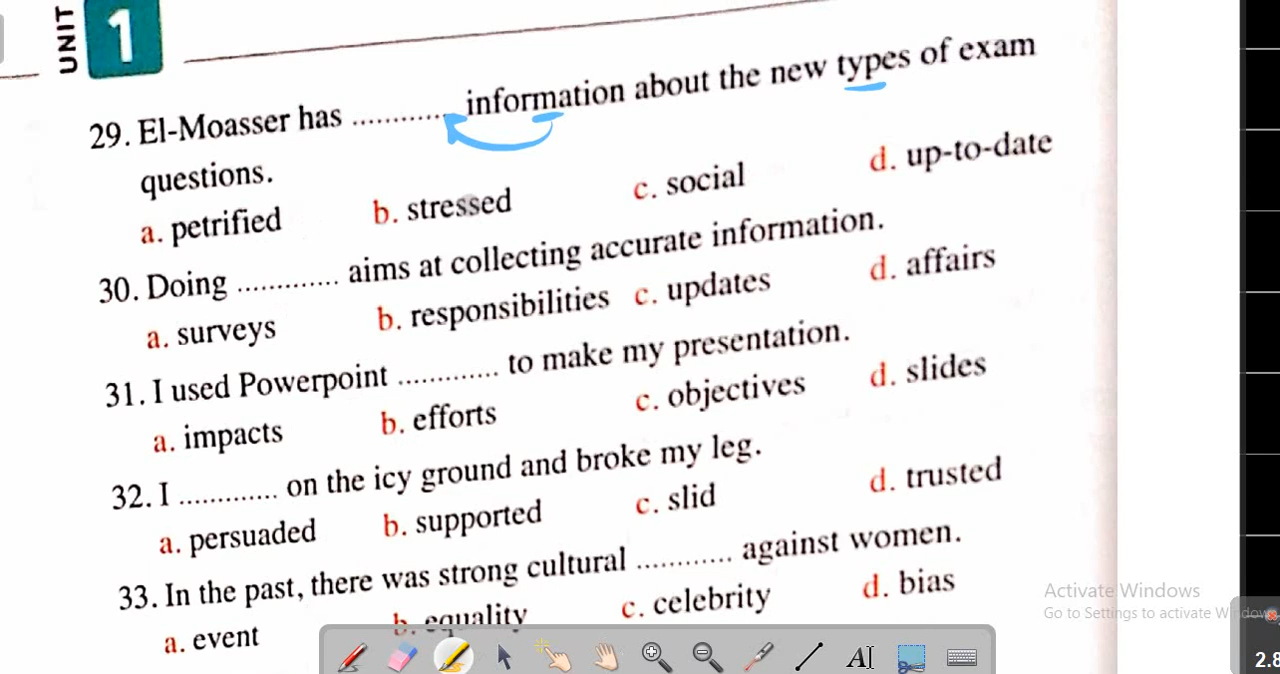 UNIT
1
29. El-Moasser has ............ information about the new types of exam
questions.
a. petrified b. stressed c. social d. up-to-date
30. Doing ............. aims at collecting accurate information.
a. surveys b. responsibilities c. updates d. affairs
31. I used Powerpoint ............. to make my presentation.
a. impacts b. efforts c. objectives d. slides
32. I ............. on the icy ground and broke my leg.
a. persuaded b. supported c. slid d. trusted
33. In the past, there was strong cultural ............ against women.
a. event b. equality c. celebrity d. bias
Activate Windows
Go to Settings to activate Windows
AI
2.8